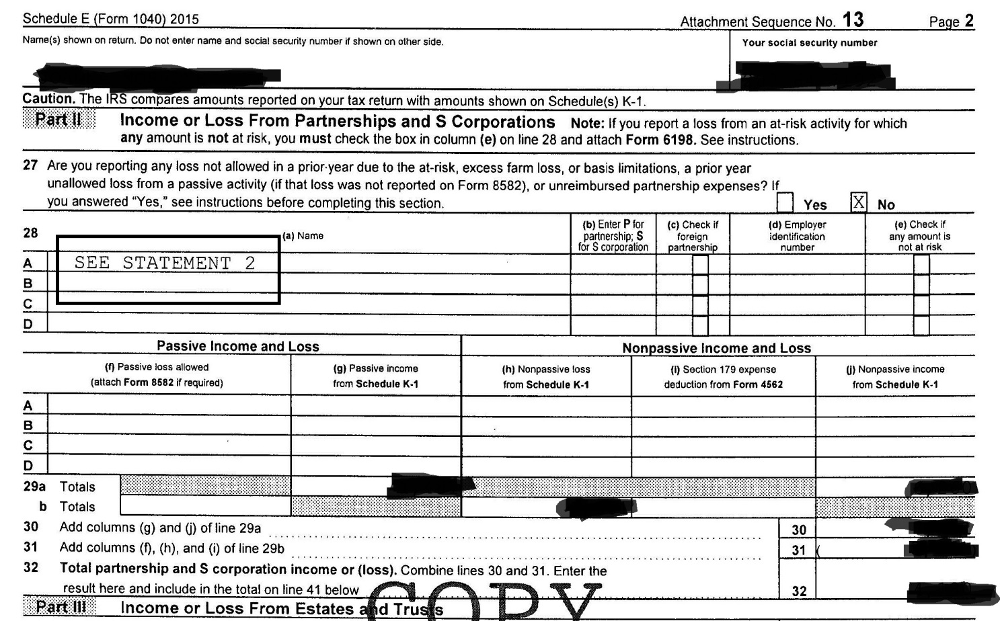 Schedule E (Form 1040) 2015 Attachment Sequence No. 13 Page 2
Name(s) shown on return. Do not enter name and social security number if shown on other side. Your social security number
Caution. The IRS compares amounts reported on your tax return with amounts shown on Schedule(s) K-1.
Part II Income or Loss From Partnerships and S Corporations Note: If you report a loss from an at-risk activity for which
any amount is not at risk, you must check the box in column (e) on line 28 and attach Form 6198. See instructions.
27 Are you reporting any loss not allowed in a prior year due to the at-risk, excess farm loss, or basis limitations, a prior year
unallowed loss from a passive activity (if that loss was not reported on Form 8582), or unreimbursed partnership expenses? If
you answered “Yes,” see instructions before completing this section. Yes X No
28 (a) Name
(b) Enter P for
partnership; S
for S corporation
(c) Check if
foreign
partnership
(d) Employer
identification
number
(e) Check if
any amount is
not at risk
A SEE STATEMENT 2
B
C
D
Passive Income and Loss Nonpassive Income and Loss
(f) Passive loss allowed
(attach Form 8582 if required)
(g) Passive income
from Schedule K-1
(h) Nonpassive loss
from Schedule K-1
(i) Section 179 expense
deduction from Form 4562
(j) Nonpassive income
from Schedule K-1
A
B
C
D
29a Totals
b Totals
30 Add columns (g) and (j) of line 29a 30
31 Add columns (f), (h), and (i) of line 29b 31 (
32 Total partnership and S corporation income or (loss). Combine lines 30 and 31. Enter the
result here and include in the total on line 41 below 32
COPY
Part III Income or Loss From Estates and Trusts